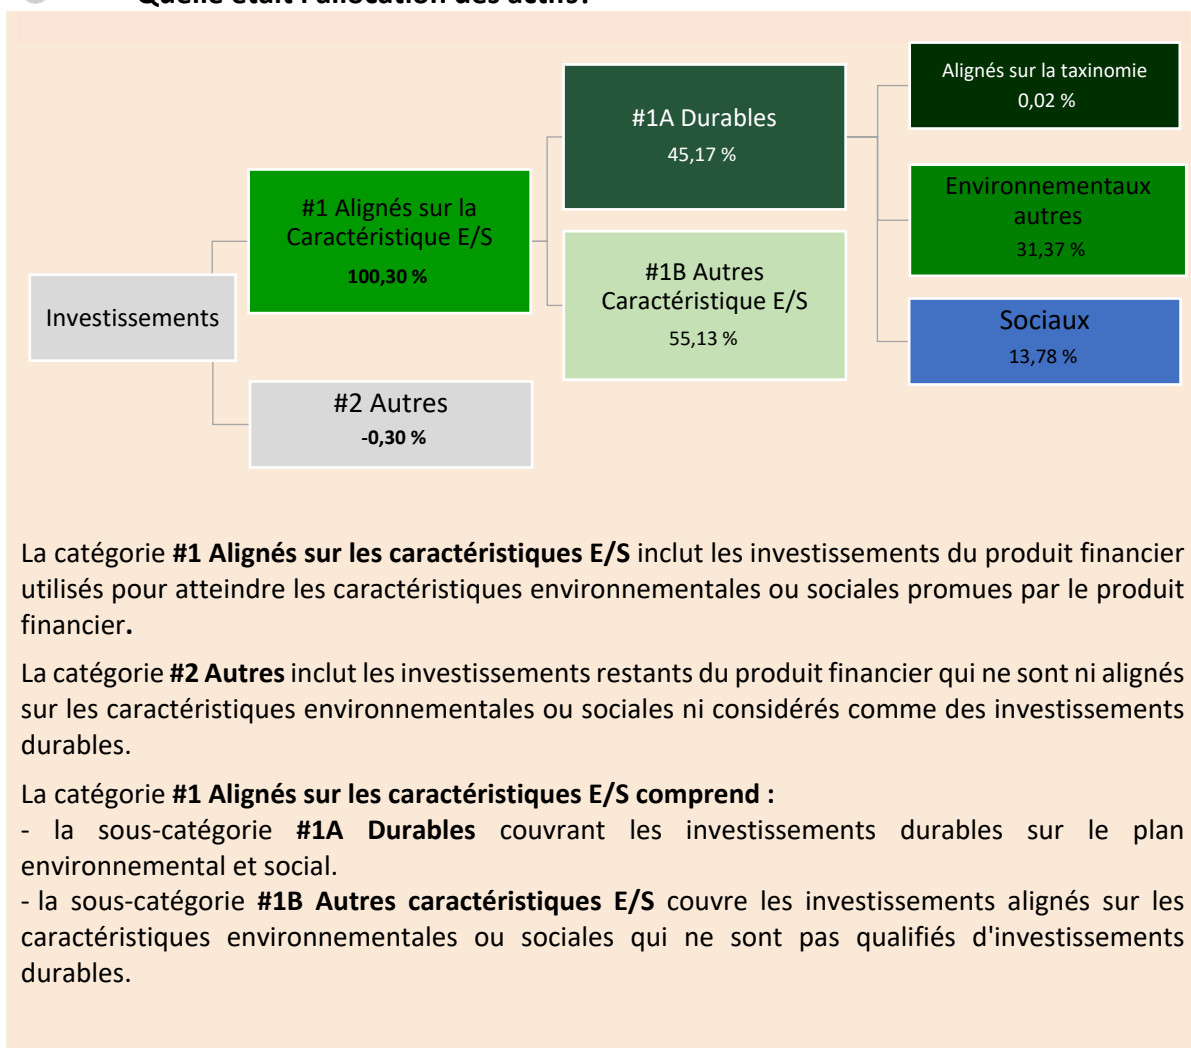 Quelle était l'allocation des actifs?
Alignés sur la taxinomie
0,02 %
#1A Durables
45,17 %
Environnementaux
autres
31,37 %
#1 Alignés sur la
Caractéristique E/S
100,30 %
#1B Autres
Caractéristique E/S
55,13 %
Investissements
Sociaux
13,78 %
#2 Autres
-0,30 %
La catégorie #1 Alignés sur les caractéristiques E/S inclut les investissements du produit financier
utilisés pour atteindre les caractéristiques environnementales ou sociales promues par le produit
financier.
La catégorie #2 Autres inclut les investissements restants du produit financier qui ne sont ni alignés
sur les caractéristiques environnementales ou sociales ni considérés comme des investissements
durables.
La catégorie #1 Alignés sur les caractéristiques E/S comprend :
- la sous-catégorie #1A Durables couvrant les investissements durables sur le plan
environnemental et social.
- la sous-catégorie #1B Autres caractéristiques E/S couvre les investissements alignés sur les
caractéristiques environnementales ou sociales qui ne sont pas qualifiés d'investissements
durables.